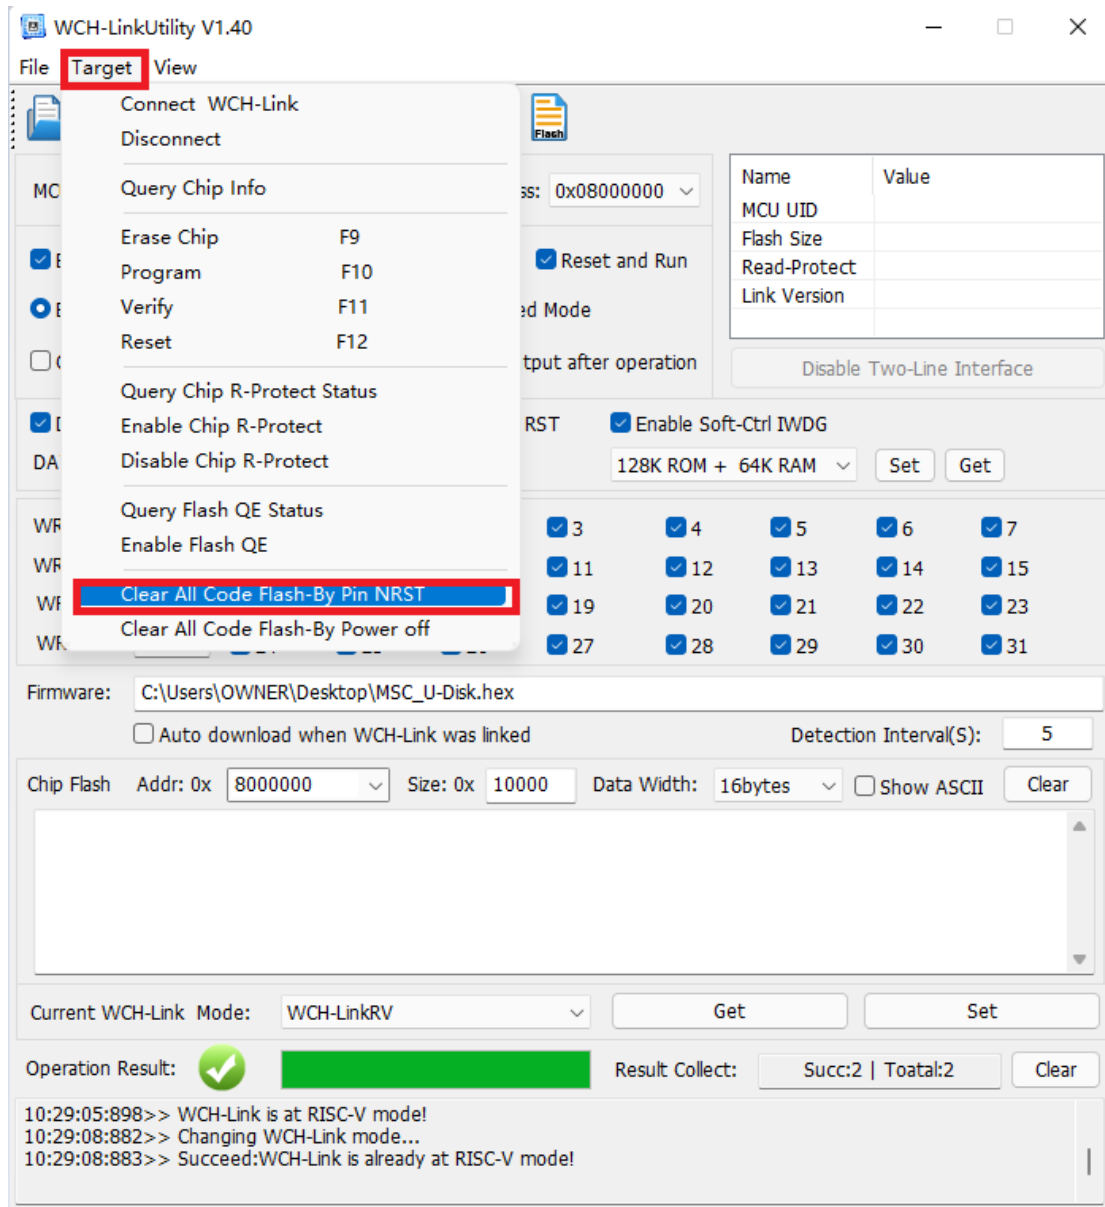 WCH-LinkUtility V1.40
File Target View
Connect WCH-Link
Disconnect
Query Chip Info
Erase Chip F9
Program F10
Verify F11
Reset F12
Query Chip R-Protect Status
Enable Chip R-Protect
Disable Chip R-Protect
Query Flash QE Status
Enable Flash QE
Clear All Code Flash-By Pin NRST
Clear All Code Flash-By Power off
Flash
0x08000000
Name Value
MCU UID
Flash Size
Read-Protect
Link Version
Reset and Run
Mode
after operation
Disable Two-Line Interface
RST Enable Soft-Ctrl IWDG
128K ROM + 64K RAM Set Get
3 4 5 6 7
11 12 13 14 15
19 20 21 22 23
27 28 29 30 31
Firmware: C:\Users\OWNER\Desktop\MSC_U-Disk.hex
Auto download when WCH-Link was linked Detection Interval(S): 5
Chip Flash Addr: 0x 8000000 Size: 0x 10000 Data Width: 16bytes Show ASCII Clear
Current WCH-Link Mode: WCH-LinkRV Get Set
Operation Result: Result Collect: Succ:2 | Toatal:2 Clear
10:29:05:898>> WCH-Link is at RISC-V mode!
10:29:08:882>> Changing WCH-Link mode...
10:29:08:883>> Succeed:WCH-Link is already at RISC-V mode!